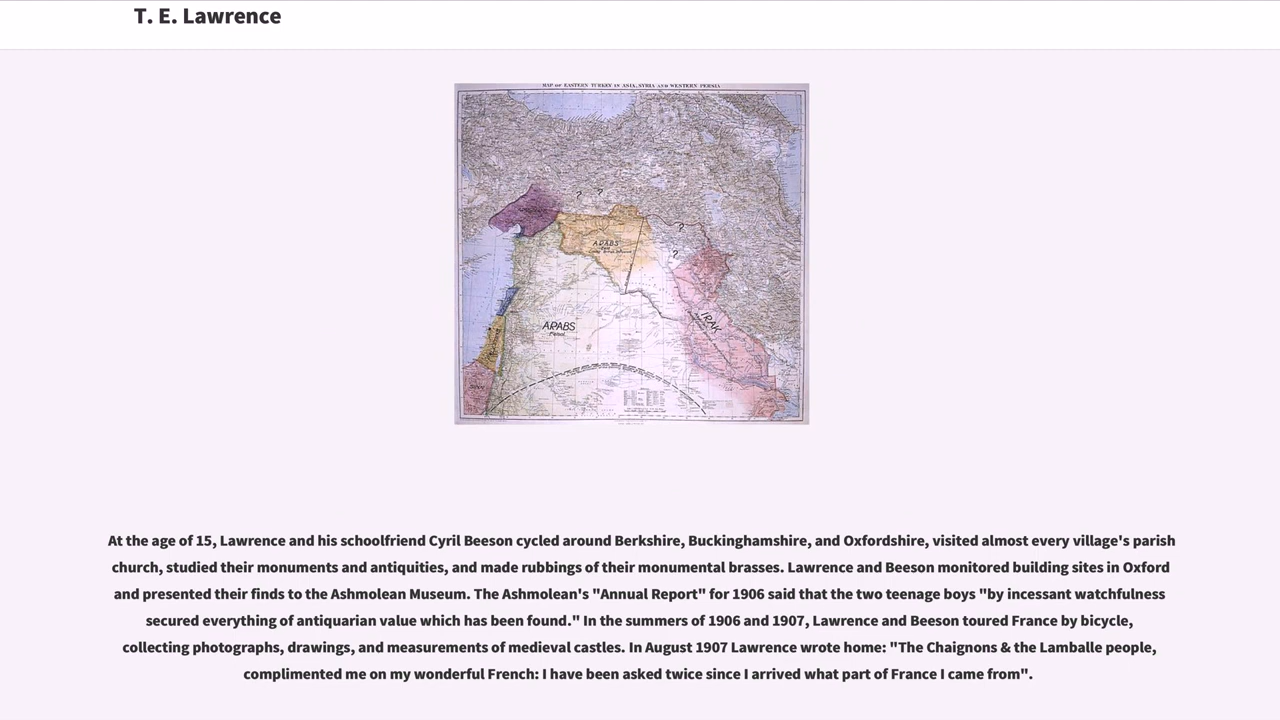 T. E. Lawrence
MAP OF EASTERN TURKEY IN ASIA, SYRIA AND WESTERN PERSIA
? ?
?
ARABS
?
IRAK
ARABS
At the age of 15, Lawrence and his schoolfriend Cyril Beeson cycled around Berkshire, Buckinghamshire, and Oxfordshire, visited almost every village's parish
church, studied their monuments and antiquities, and made rubbings of their monumental brasses. Lawrence and Beeson monitored building sites in Oxford
and presented their finds to the Ashmolean Museum. The Ashmolean's "Annual Report" for 1906 said that the two teenage boys "by incessant watchfulness
secured everything of antiquarian value which has been found." In the summers of 1906 and 1907, Lawrence and Beeson toured France by bicycle,
collecting photographs, drawings, and measurements of medieval castles. In August 1907 Lawrence wrote home: "The Chaignons & the Lamballe people,
complimented me on my wonderful French: I have been asked twice since I arrived what part of France I came from".